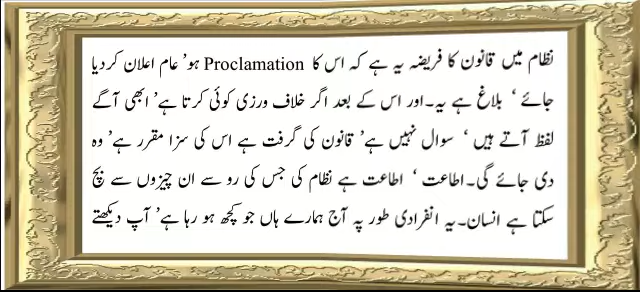 نظام میں قانون کا فریضہ یہ ہے کہ اس کا Proclamation ہو’ عام اعلان کردیا
جائے‘ بلاغ ہے یہ۔اور اس کے بعد اگر خلاف ورزی کوئی کرتا ہے’ ابھی آگے
لفظ آتے ہیں‘ سوال نہیں ہے’ قانون کی گرفت ہے اس کی سزا مقرر ہے’ وہ
دی جائے گی۔اطاعت‘ اطاعت ہے نظام کی جس کی رو سے ان چیزوں سے بچ
سکتا ہے انسان۔یہ انفرادی طور پہ آج ہمارے ہاں جو کچھ ہو رہا ہے’ آپ دیکھتے